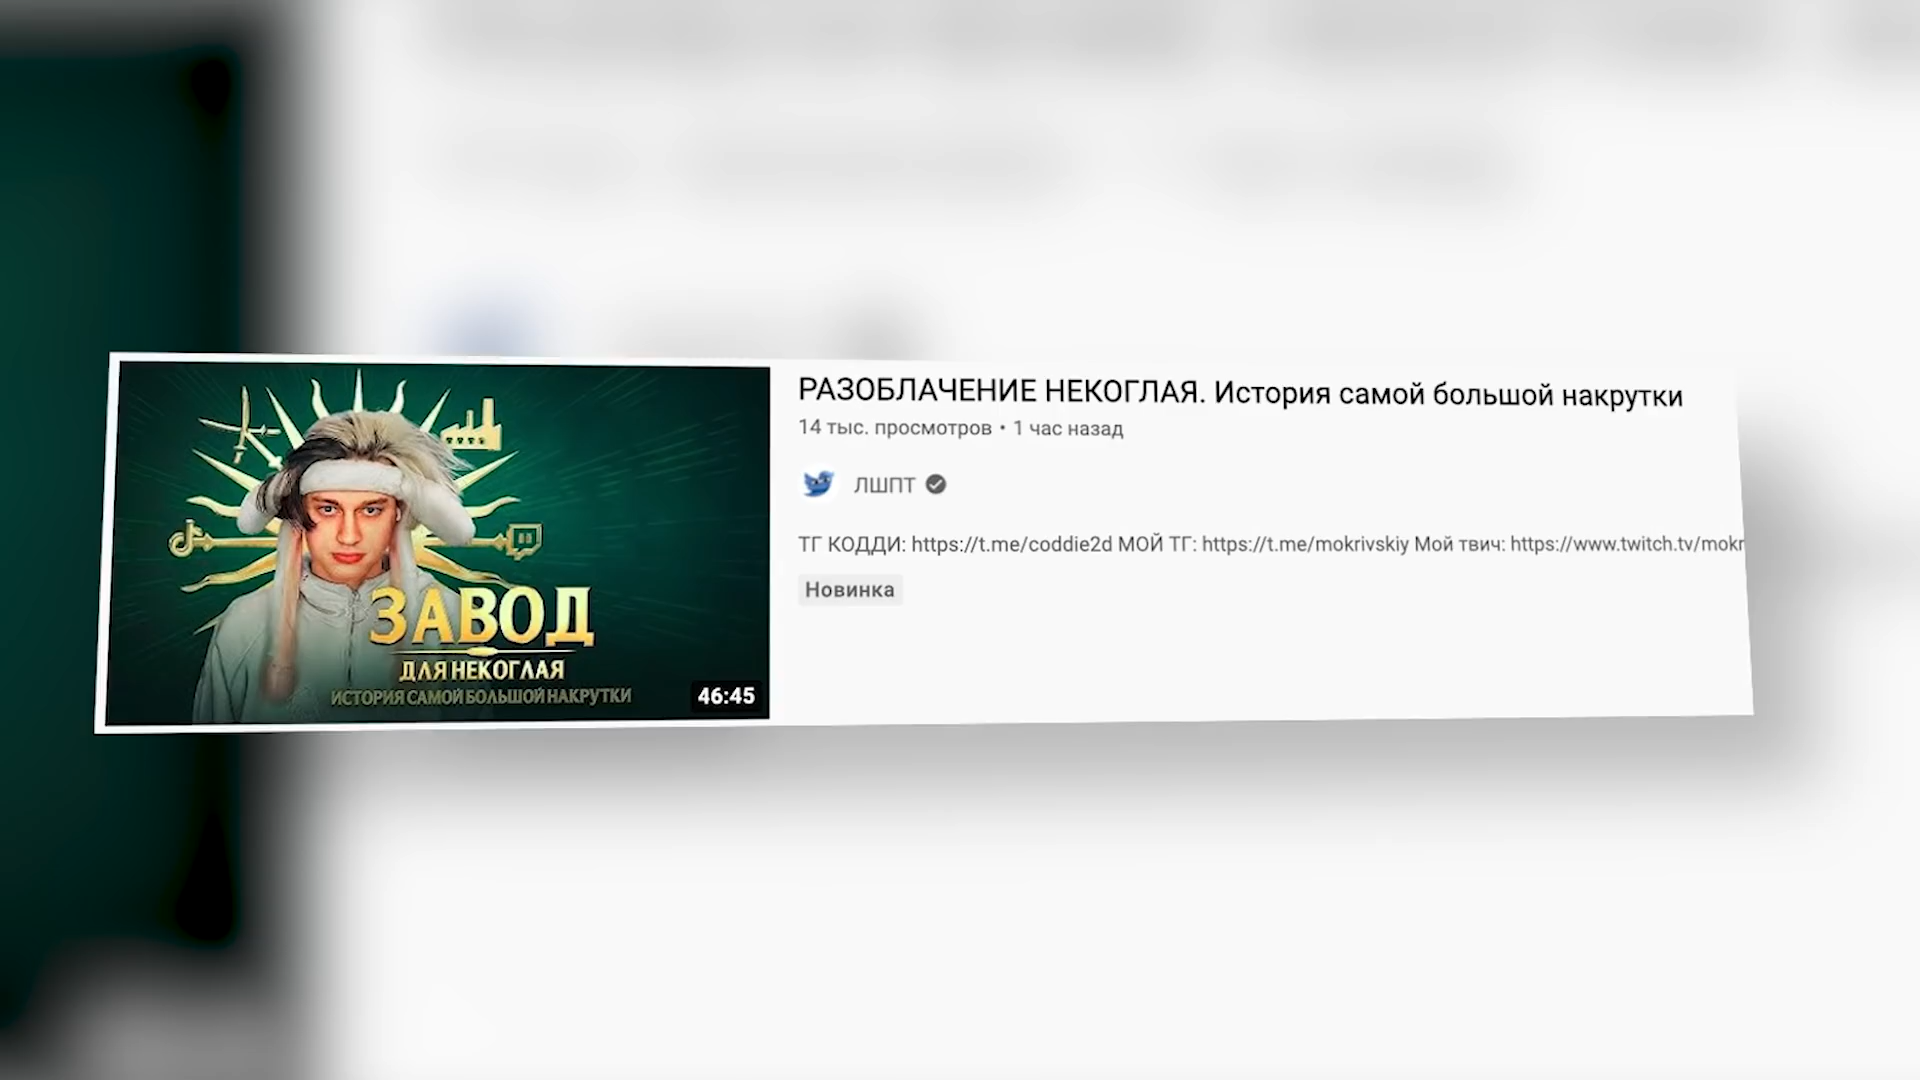 ЗАВОД
ДЛЯ НЕКОГЛАЯ
ИСТОРИЯ САМОЙ БОЛЬШОЙ НАКРУТКИ
46:45
РАЗОБЛАЧЕНИЕ НЕКОГЛАЯ. История самой большой накрутки
14 тыс. просмотров • 1 час назад
ЛШПТ
ТГ КОДДИ: https://t.me/coddie2d МОЙ ТГ: https://t.me/mokrivskiy Мой твич: https://www.twitch.tv/mokr
Новинка